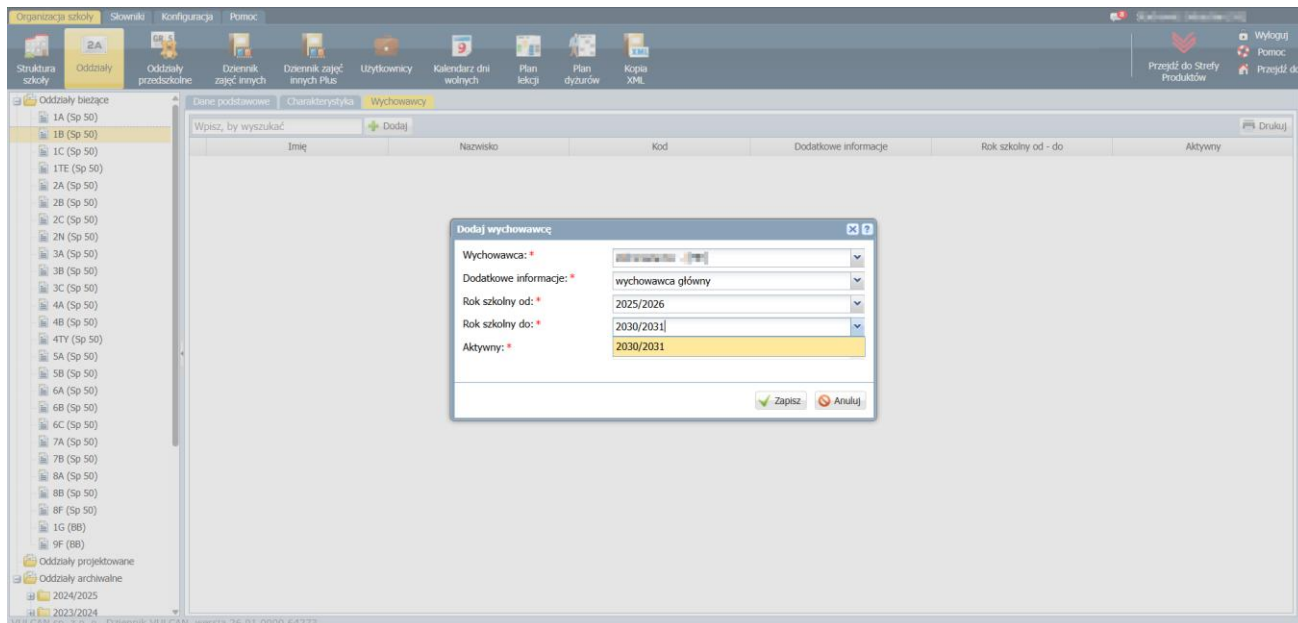 Organizacja szkoły Słowniki Konfiguracja Pomoc
Struktura szkoły
2A
Oddziały
Oddziały przedszkolne
Dziennik zajęć innych
Dziennik zajęć innych Plus
Użytkownicy
9
Kalendarz dni wolnych
Plan lekcji
Plan dyżurów
XML
Kopia XML
Przejdź do Strefy Produktów
Wyloguj
Pomoc
Przejdź do
Oddziały bieżące
1A (Sp 50)
1B (Sp 50)
1C (Sp 50)
1TE (Sp 50)
2A (Sp 50)
2B (Sp 50)
2C (Sp 50)
2N (Sp 50)
3A (Sp 50)
3B (Sp 50)
3C (Sp 50)
4A (Sp 50)
4B (Sp 50)
4TY (Sp 50)
5A (Sp 50)
5B (Sp 50)
6A (Sp 50)
6B (Sp 50)
6C (Sp 50)
7A (Sp 50)
7B (Sp 50)
8A (Sp 50)
8B (Sp 50)
8F (Sp 50)
1G (BB)
9F (BB)
Oddziały projektowane
Oddziały archiwalne
2024/2025
2023/2024
Dane podstawowe Charakterystyka Wychowawcy
Wpisz, by wyszukać Dodaj Drukuj
Imię Nazwisko Kod Dodatkowe informacje Rok szkolny od - do Aktywny
Dodaj wychowawcę
Wychowawca: *
Dodatkowe informacje: * wychowawca główny
Rok szkolny od: * 2025/2026
Rok szkolny do: * 2030/2031
Aktywny: * 2030/2031
Zapisz Anuluj